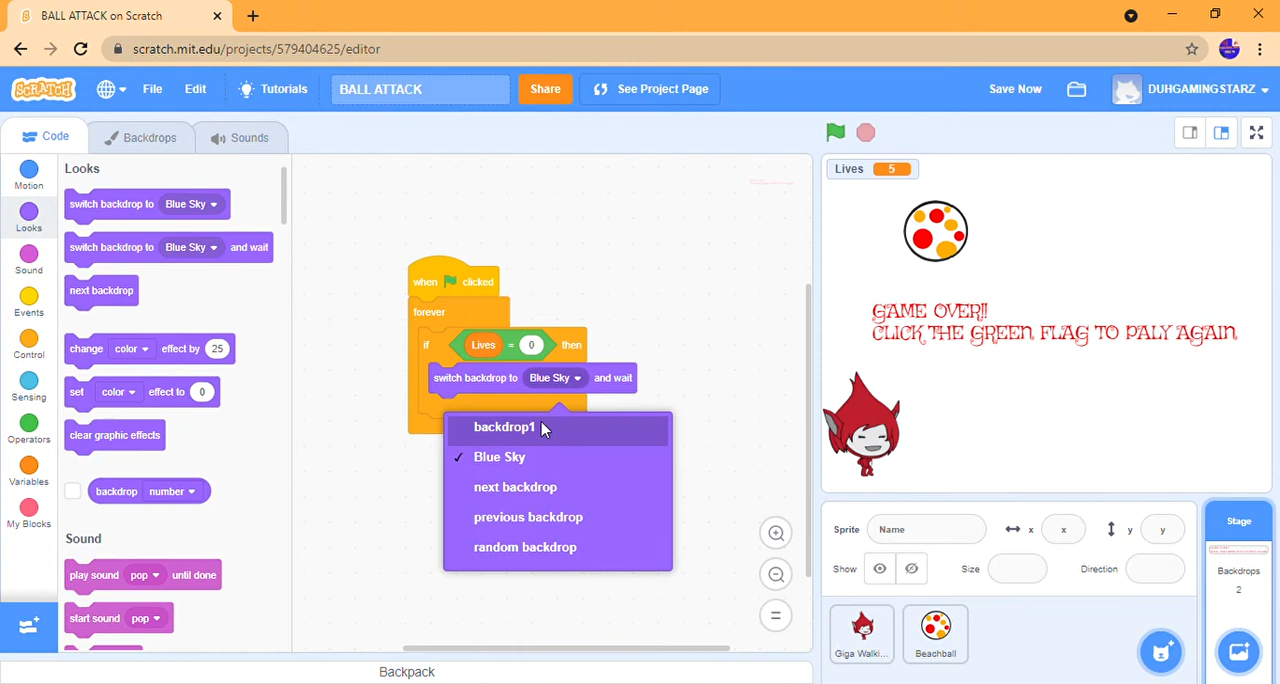 BALL ATTACK on Scratch
scratch.mit.edu/projects/579404625/editor
SCRATCH File Edit Tutorials BALL ATTACK Share See Project Page Save Now DUHGAMINGSTARZ
Code Backdrops Sounds
Motion
Looks
Sound
Events
Control
Sensing
Operators
Variables
My Blocks
Looks
switch backdrop to Blue Sky
switch backdrop to Blue Sky and wait
next backdrop
change color effect by 25
set color effect to 0
clear graphic effects
backdrop number
Sound
play sound pop until done
start sound pop
when clicked
forever
if Lives = 0 then
switch backdrop to Blue Sky and wait
backdrop1
Blue Sky
next backdrop
previous backdrop
random backdrop
Backpack
Lives 5
GAME OVER!!
CLICK THE GREEN FLAG TO PALY AGAIN
Sprite Name x x y y
Show Size Direction
Giga Walki... Beachball
Stage
Backdrops
2